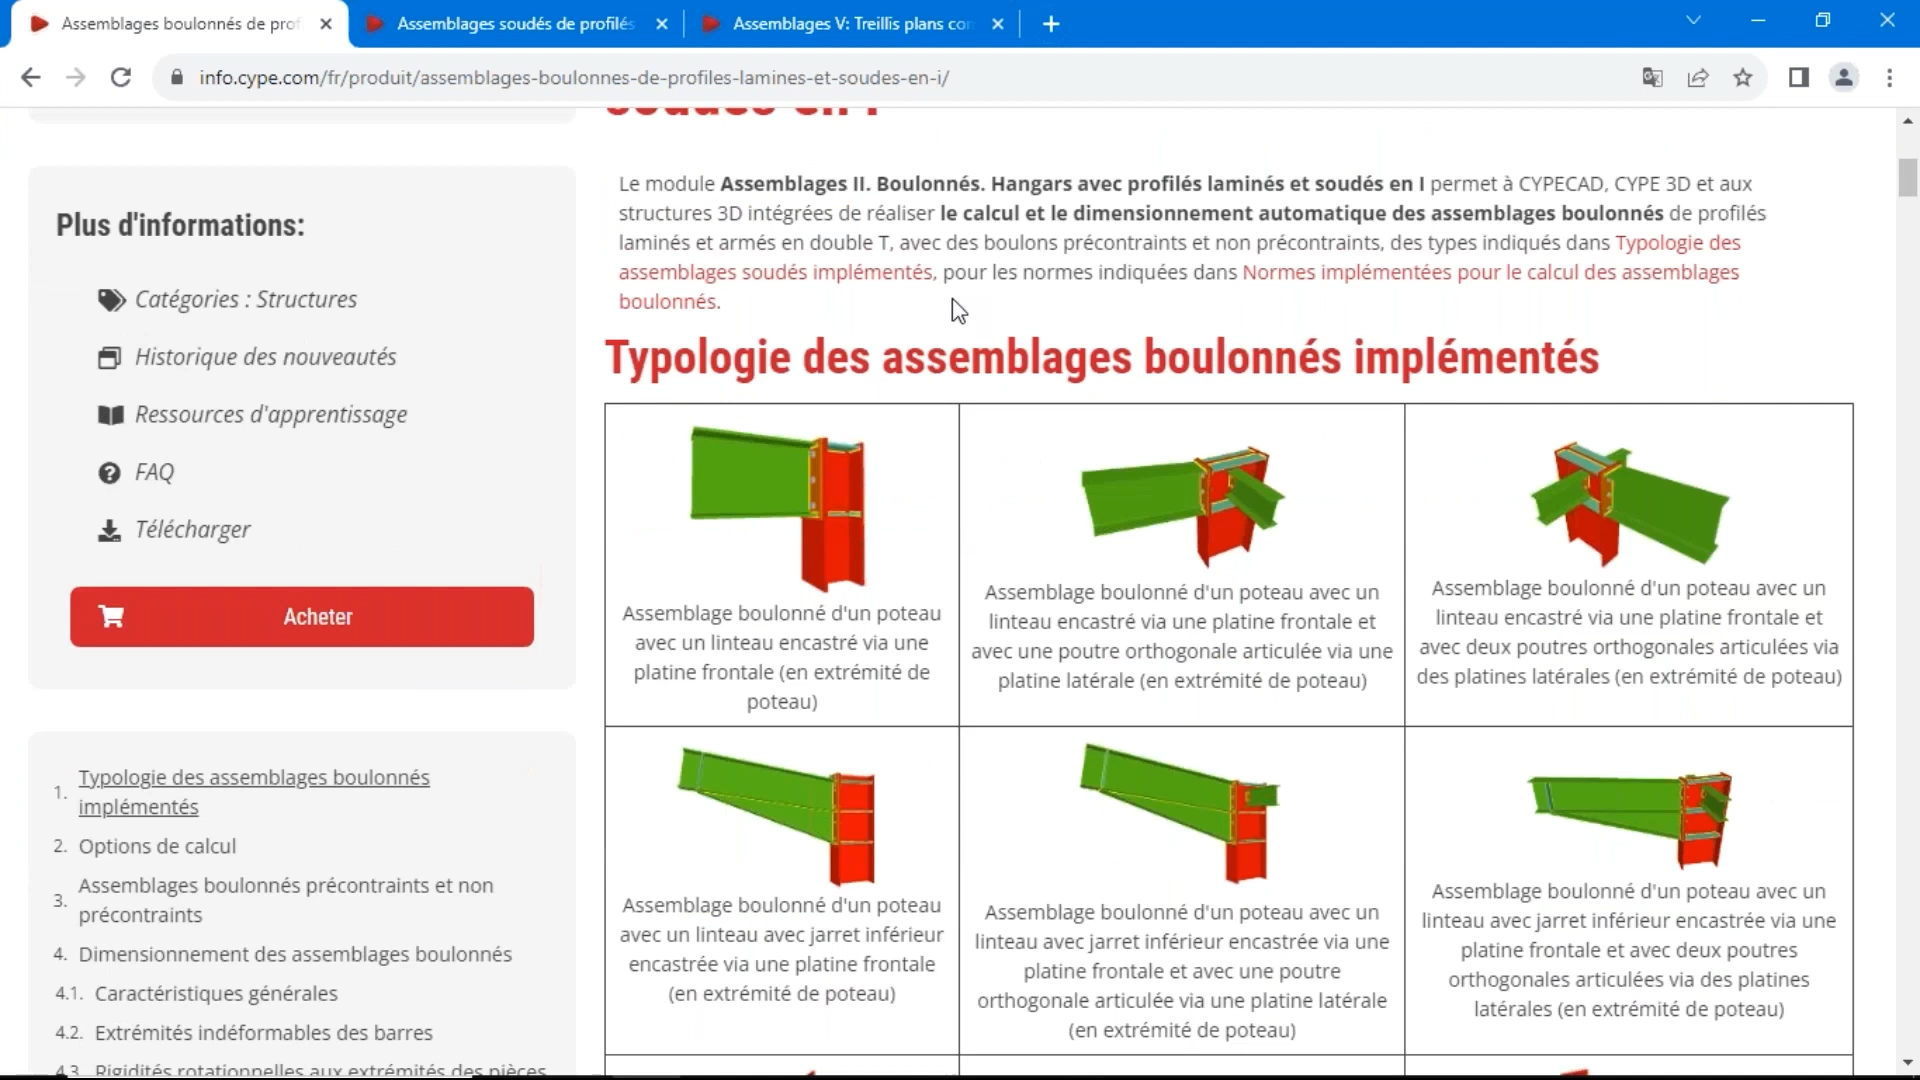 Assemblages boulonnés de prof
Assemblages soudés de profilés
Assemblages V: Treillis plans con
info.cype.com/fr/produit/assemblages-boulonnes-de-profiles-lamines-et-soudes-en-i/
soudés en I
Plus d'informations:
Catégories : Structures
Historique des nouveautés
Ressources d'apprentissage
FAQ
Télécharger
Acheter
1. Typologie des assemblages boulonnés
implémentés
2. Options de calcul
3. Assemblages boulonnés précontraints et non
précontraints
4. Dimensionnement des assemblages boulonnés
4.1. Caractéristiques générales
4.2. Extrémités indéformables des barres
4.3. Rigidités rotationnelles aux extrémités des pièces
Le module Assemblages II. Boulonnés. Hangars avec profilés laminés et soudés en I permet à CYPECAD, CYPE 3D et aux
structures 3D intégrées de réaliser le calcul et le dimensionnement automatique des assemblages boulonnés de profilés
laminés et armés en double T, avec des boulons précontraints et non précontraints, des types indiqués dans Typologie des
assemblages soudés implémentés, pour les normes indiquées dans Normes implémentées pour le calcul des assemblages
boulonnés.
Typologie des assemblages boulonnés implémentés
Assemblage boulonné d'un poteau
avec un linteau encastré via une
platine frontale (en extrémité de
poteau)
Assemblage boulonné d'un poteau avec un
linteau encastré via une platine frontale et
avec une poutre orthogonale articulée via une
platine latérale (en extrémité de poteau)
Assemblage boulonné d'un poteau avec un
linteau encastré via une platine frontale et
avec deux poutres orthogonales articulées via
des platines latérales (en extrémité de poteau)
Assemblage boulonné d'un poteau
avec un linteau avec jarret inférieur
encastrée via une platine frontale
(en extrémité de poteau)
Assemblage boulonné d'un poteau avec un
linteau avec jarret inférieur encastrée via une
platine frontale et avec une poutre
orthogonale articulée via une platine latérale
(en extrémité de poteau)
Assemblage boulonné d'un poteau avec un
linteau avec jarret inférieur encastrée via une
platine frontale et avec deux poutres
orthogonales articulées via des platines
latérales (en extrémité de poteau)